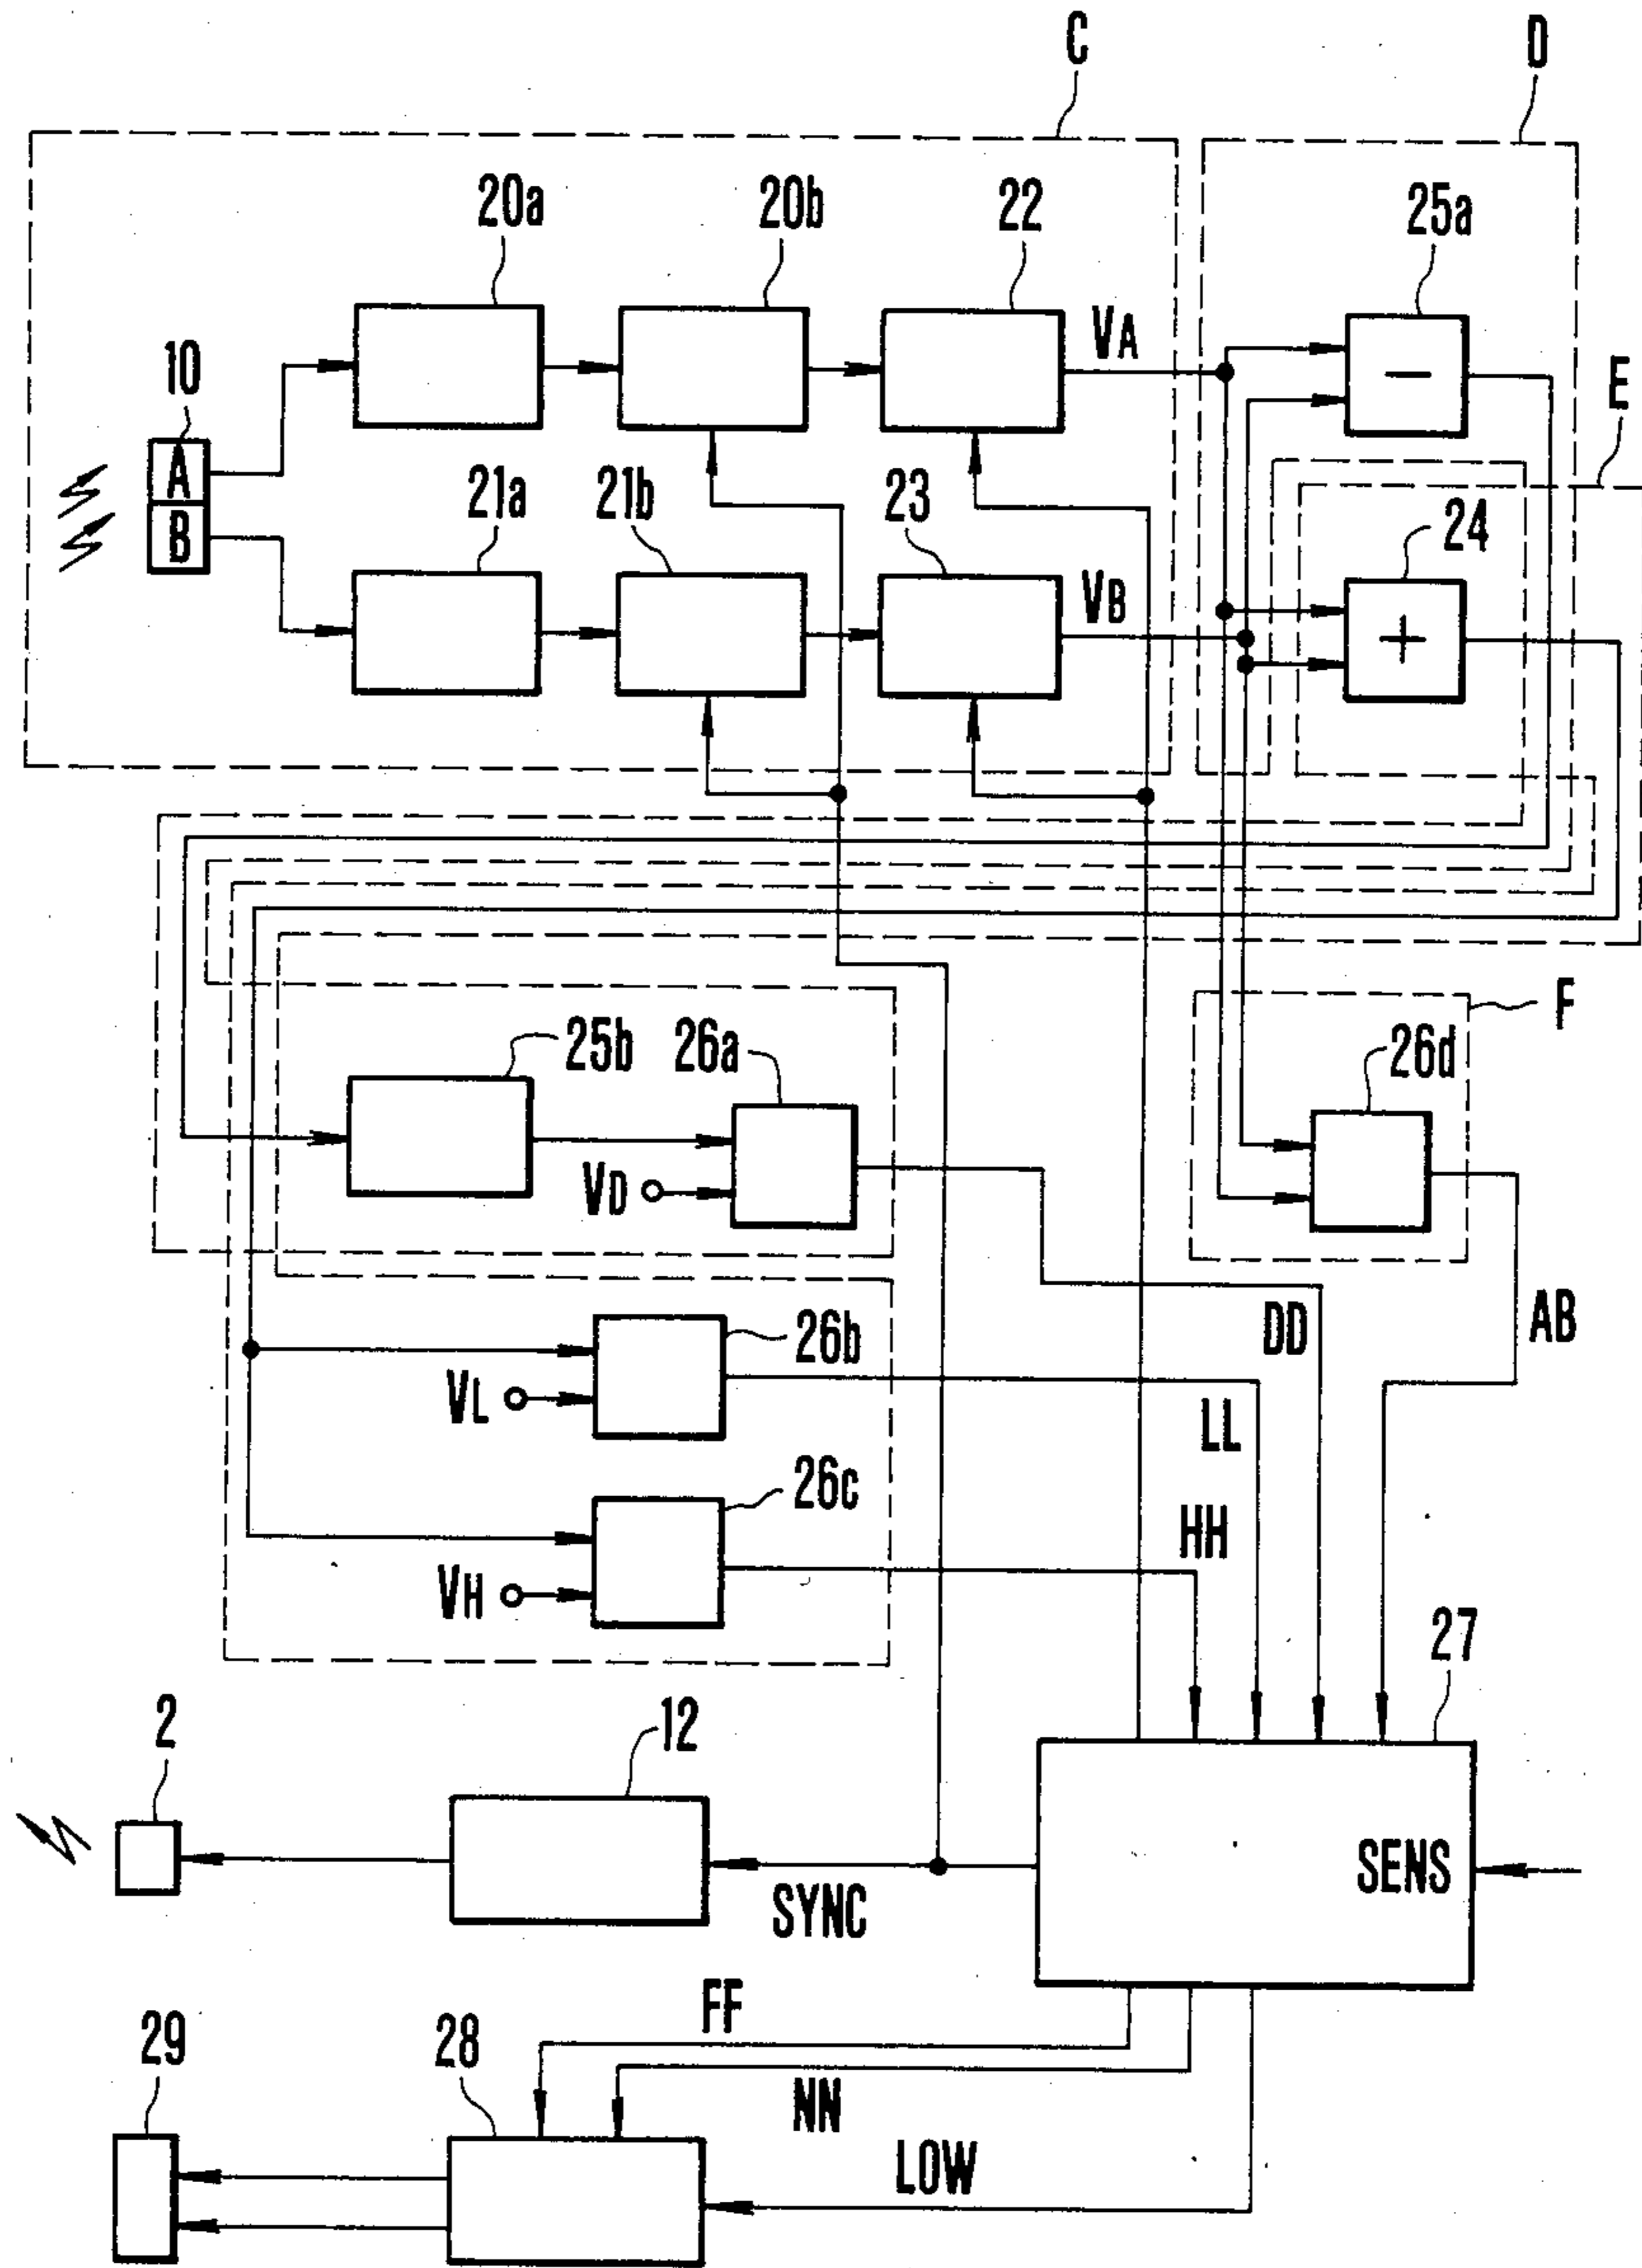 C
D
20a
20b
22
25a
10
VA
E
A
B
21a
21b
23
24
VB
−
+
F
25b
26a
26d
VD
DD
AB
26b
VL
LL
26c
HH
VH
27
2
12
SENS
SYNC
FF
29
28
NN
LOW